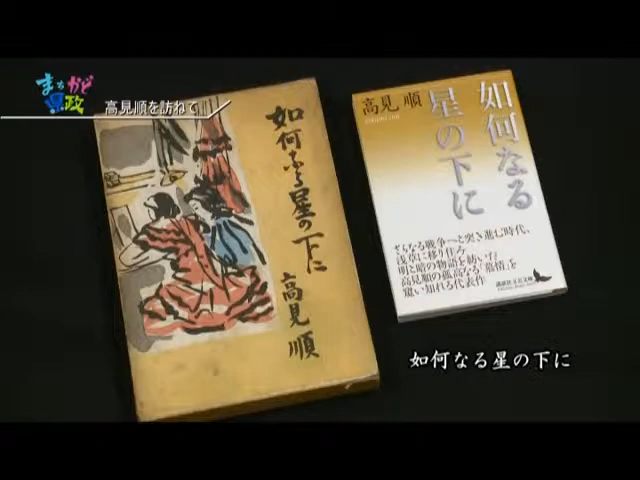 まちかど
県政
高見順を訪ねて
如何なる星の下に
高見順
高見 順
如何なる
星の下に
さらなる戦争へと突き進む時代、
浅草に移り住み
明と暗の物語を紡いだ
高見順の孤高なる「慕情」を
窺い知れる代表作
講談社文芸文庫
如何なる星の下に